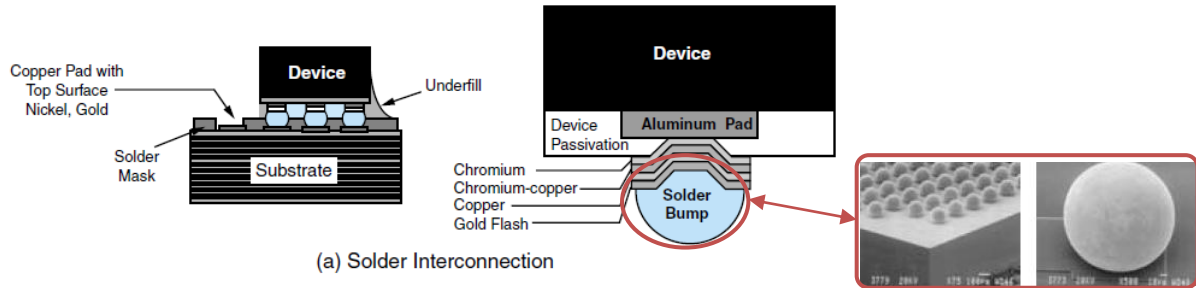 Device
Copper Pad with
Top Surface
Nickel, Gold
Underfill
Solder
Mask
Substrate
Device
Device
Passivation
Aluminum Pad
Chromium
Chromium-copper
Copper
Gold Flash
Solder
Bump
(a) Solder Interconnection